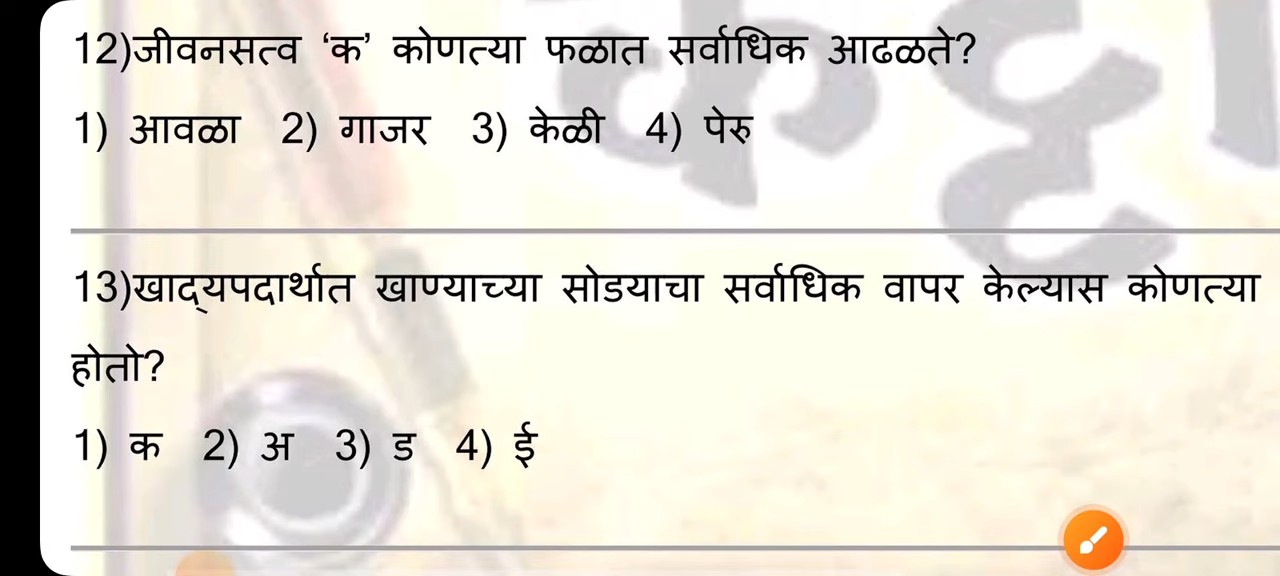 12)जीवनसत्व ‘क’ कोणत्या फळात सर्वाधिक आढळते?
1) आवळा 2) गाजर 3) केळी 4) पेरु
13)खाद्‌यपदार्थात खाण्याच्या सोडयाचा सर्वाधिक वापर केल्यास कोणत्या
होतो?
1) क 2) अ 3) ड 4) ई